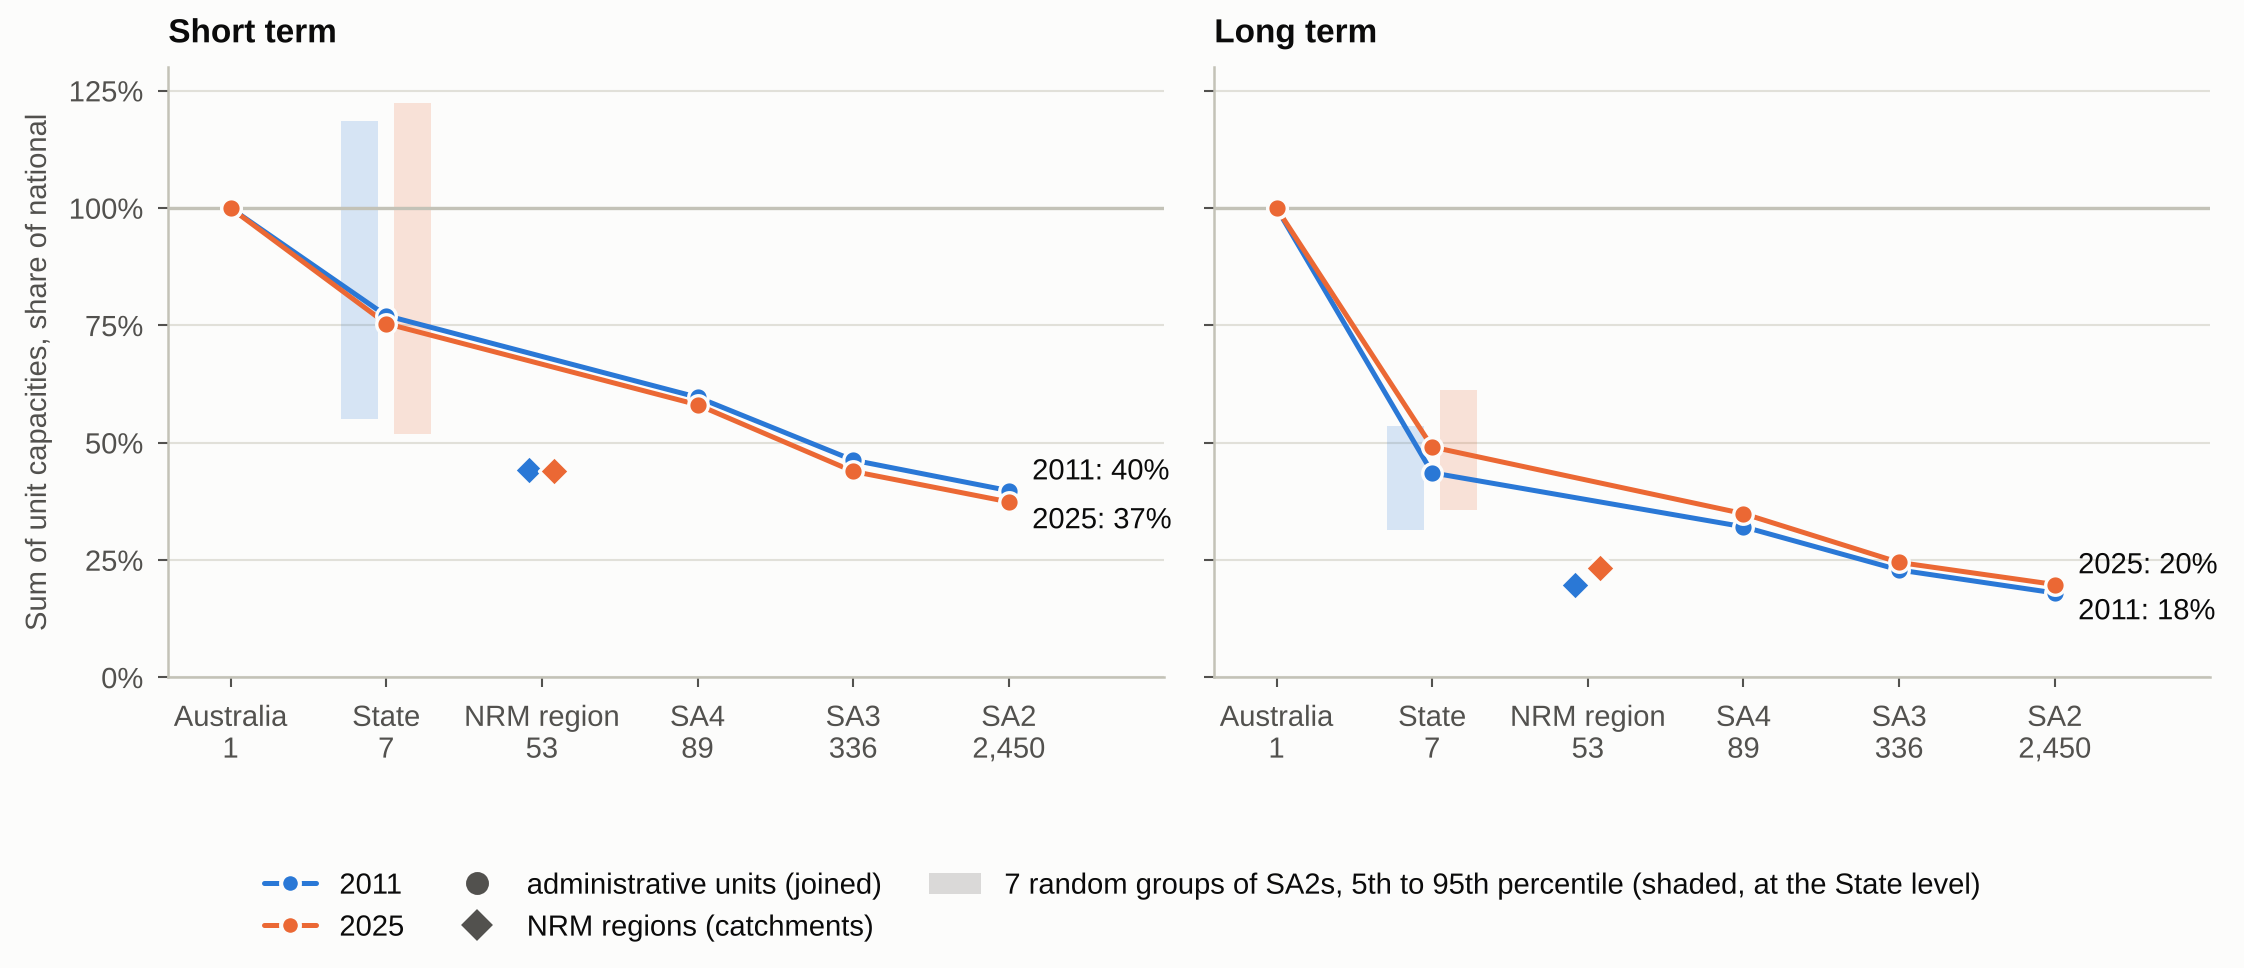 Short term
Long term
Sum of unit capacities, share of national
125%
100%
75%
50%
25%
0%
2011: 40%
2025: 37%
2025: 20%
2011: 18%
Australia State NRM region SA4 SA3 SA2
1 7 53 89 336 2,450
Australia State NRM region SA4 SA3 SA2
1 7 53 89 336 2,450
2011 administrative units (joined) 7 random groups of SA2s, 5th to 95th percentile (shaded, at the State level)
2025 NRM regions (catchments)